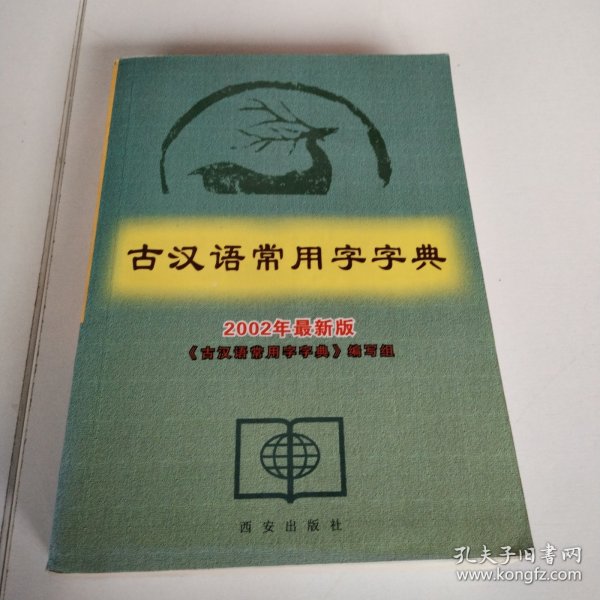 古汉语常用字字典
2002年最新版
《古汉语常用字字典》编写组
西安出版社
孔夫子旧书网
www.kongfz.com